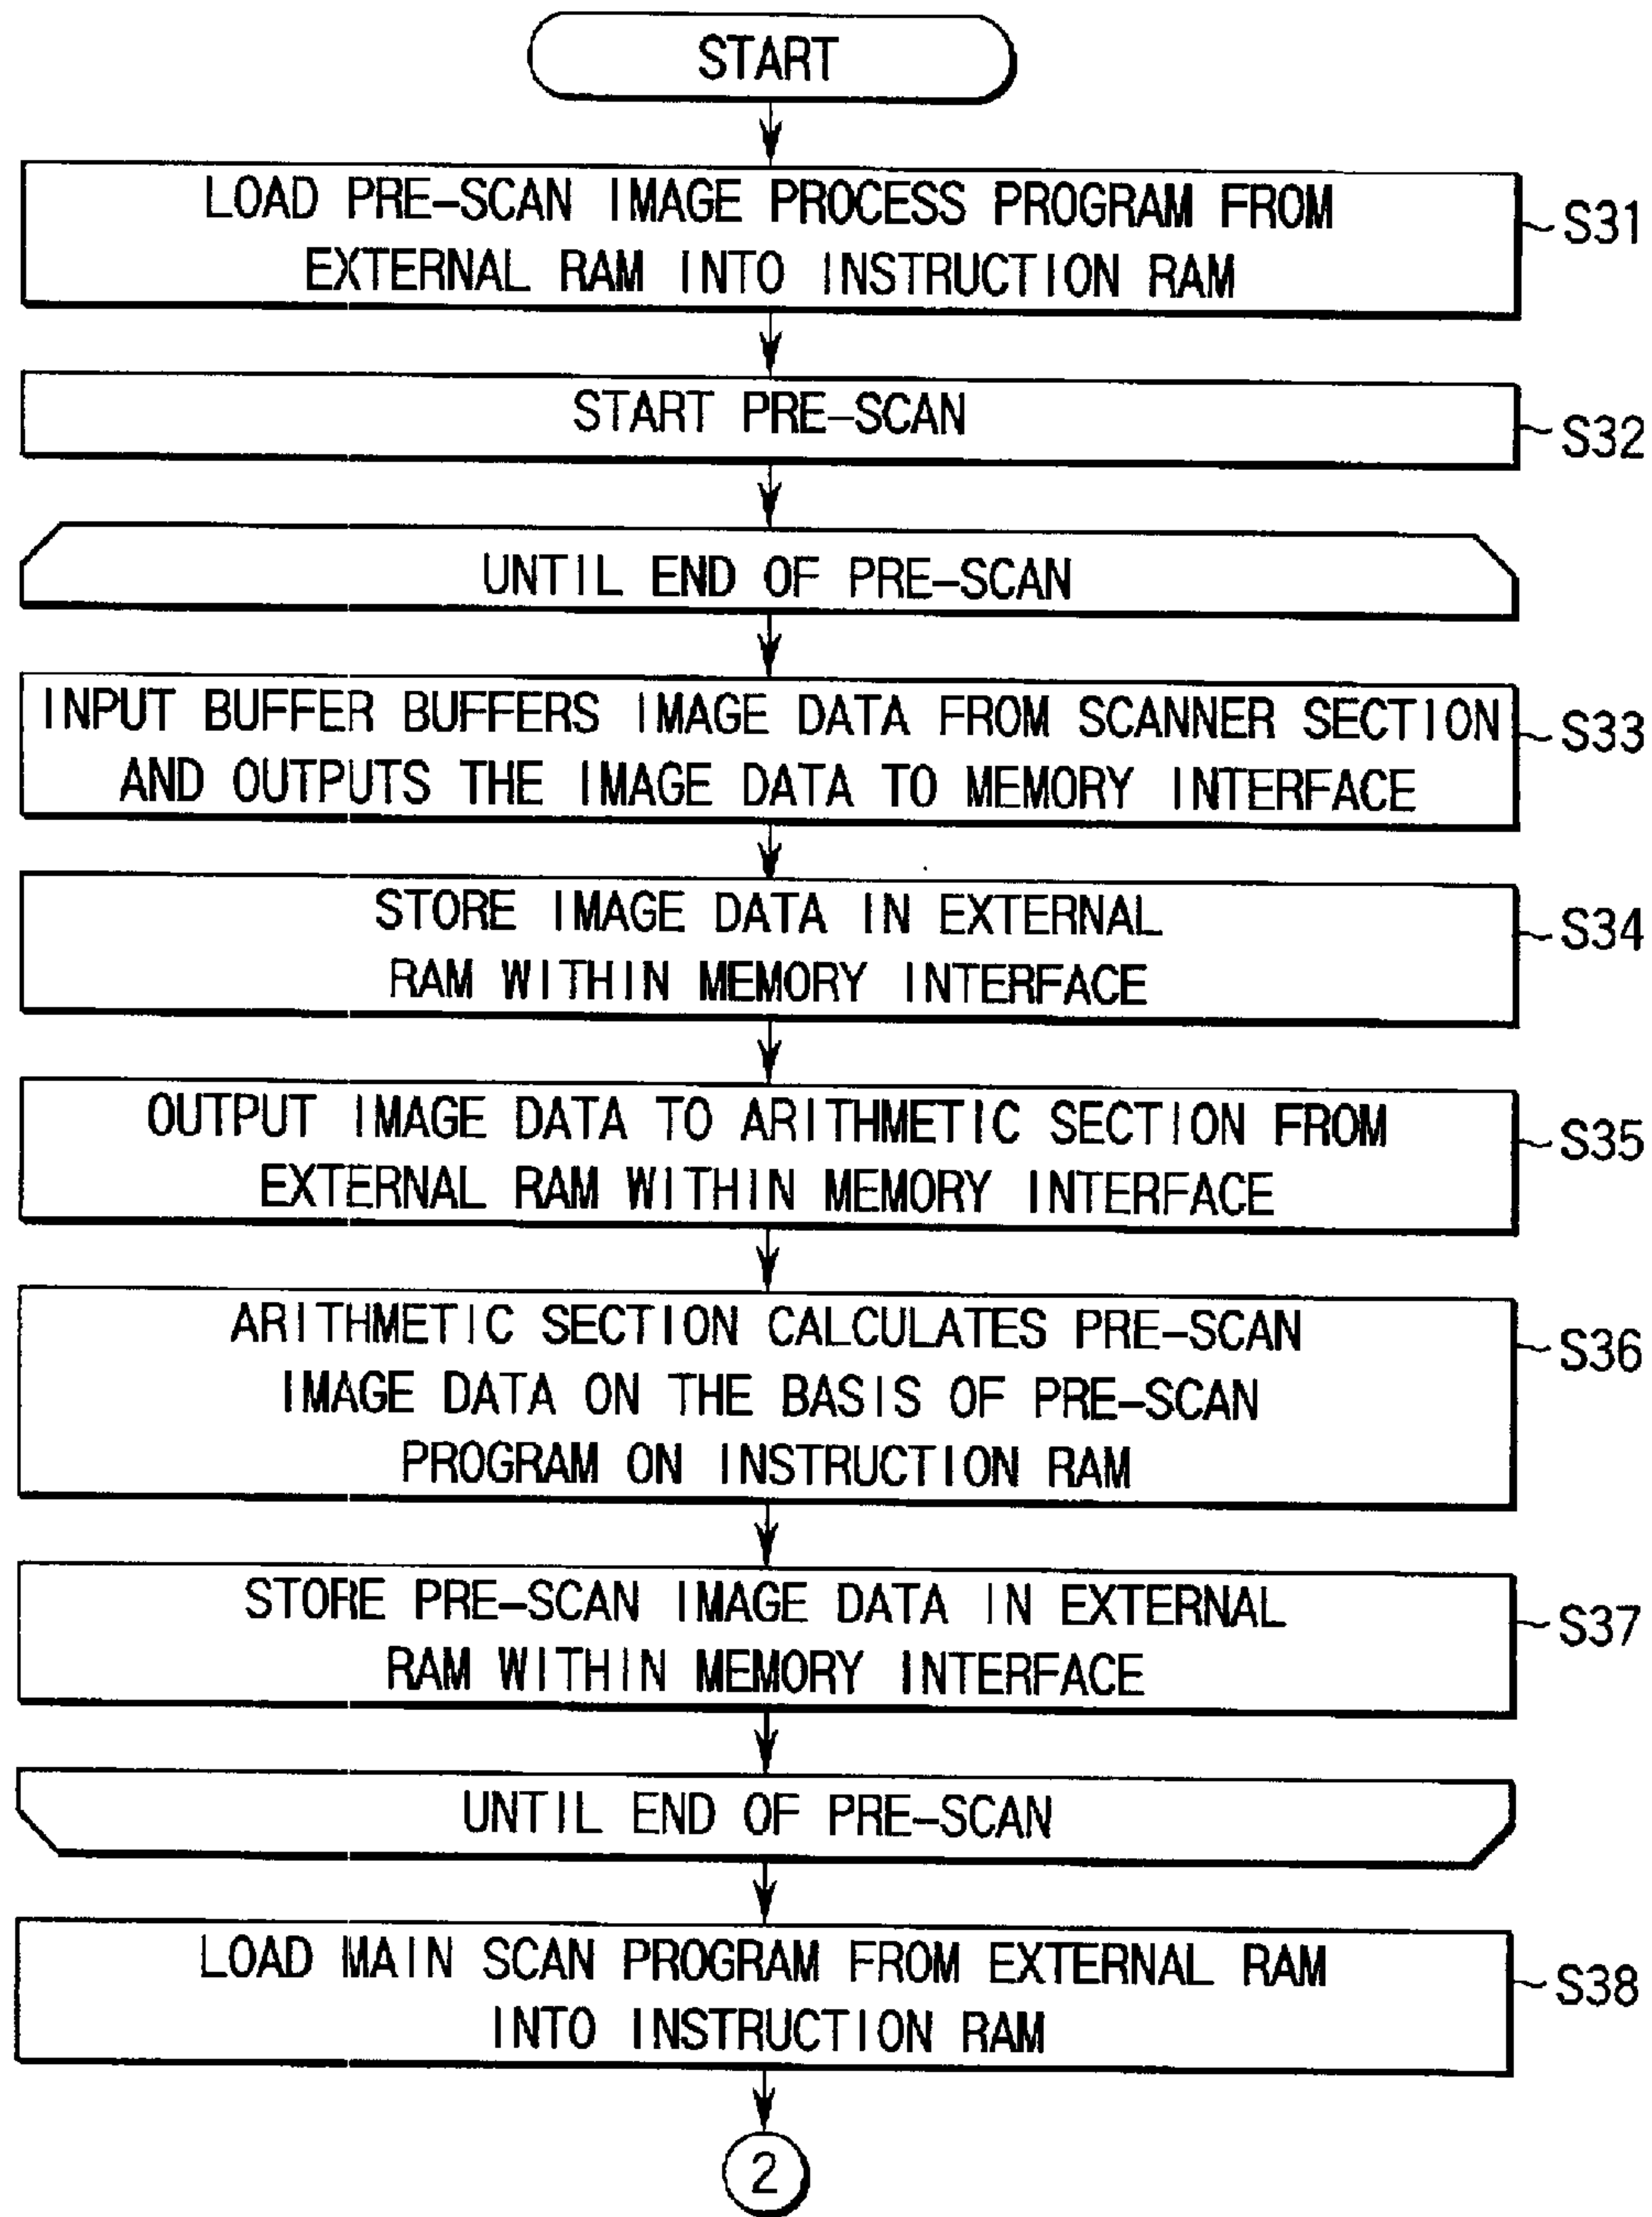 START
LOAD PRE-SCAN IMAGE PROCESS PROGRAM FROM
EXTERNAL RAM INTO INSTRUCTION RAM
S31
START PRE-SCAN
S32
UNTIL END OF PRE-SCAN
INPUT BUFFER BUFFERS IMAGE DATA FROM SCANNER SECTION
AND OUTPUTS THE IMAGE DATA TO MEMORY INTERFACE
S33
STORE IMAGE DATA IN EXTERNAL
RAM WITHIN MEMORY INTERFACE
S34
OUTPUT IMAGE DATA TO ARITHMETIC SECTION FROM
EXTERNAL RAM WITHIN MEMORY INTERFACE
S35
ARITHMETIC SECTION CALCULATES PRE-SCAN
IMAGE DATA ON THE BASIS OF PRE-SCAN
PROGRAM ON INSTRUCTION RAM
S36
STORE PRE-SCAN IMAGE DATA IN EXTERNAL
RAM WITHIN MEMORY INTERFACE
S37
UNTIL END OF PRE-SCAN
LOAD MAIN SCAN PROGRAM FROM EXTERNAL RAM
INTO INSTRUCTION RAM
S38
2